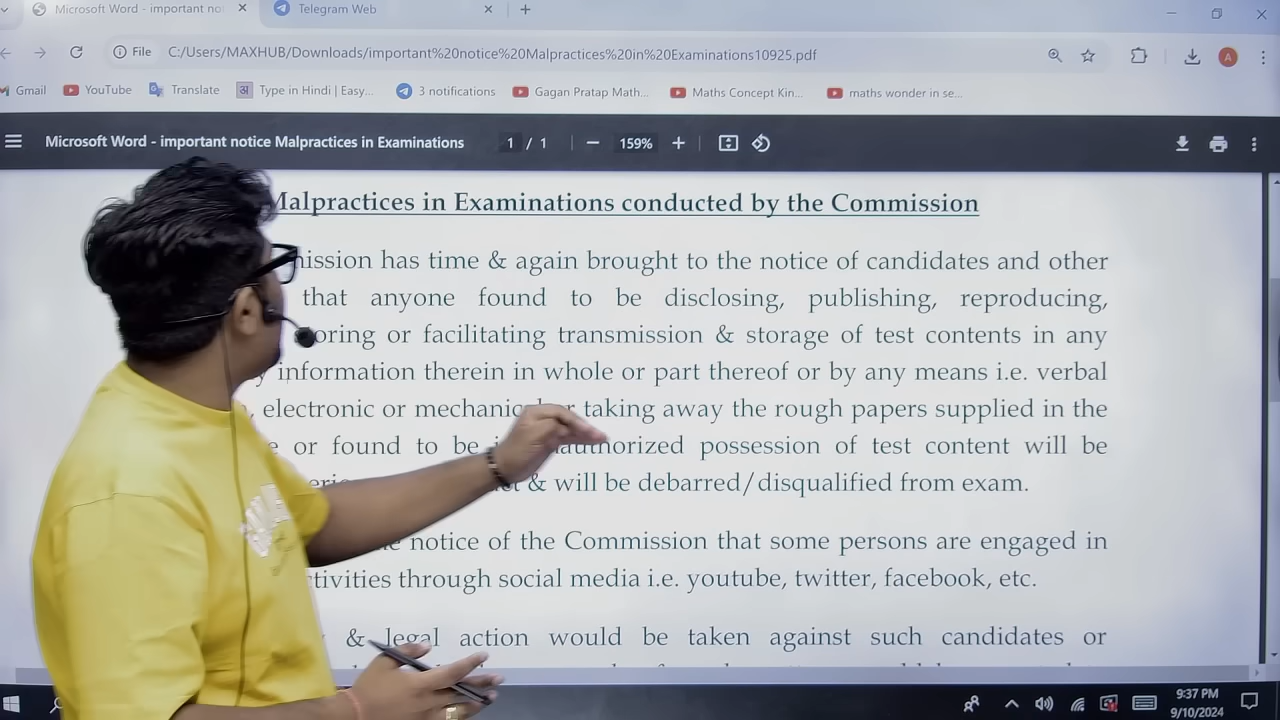 Microsoft Word - important no
Telegram Web
File C:/Users/MAXHUB/Downloads/important%20notice%20Malpractices%20in%20Examinations10925.pdf
Gmail YouTube Translate अ Type in Hindi | Easy... 3 notifications Gagan Pratap Math... Maths Concept Kin... maths wonder in se...
A
Microsoft Word - important notice Malpractices in Examinations 1 / 1 159%
Malpractices in Examinations conducted by the Commission
has time & again brought to the notice of candidates and other
that anyone found to be disclosing, publishing, reproducing,
or facilitating transmission & storage of test contents in any
information therein in whole or part thereof or by any means i.e. verbal
electronic or taking away the rough papers supplied in the
or found to be possession of test content will be
& will be debarred/disqualified from exam.
notice of the Commission that some persons are engaged in
through social media i.e. youtube, twitter, facebook, etc.
& legal action would be taken against such candidates or
9:37 PM
9/10/2024